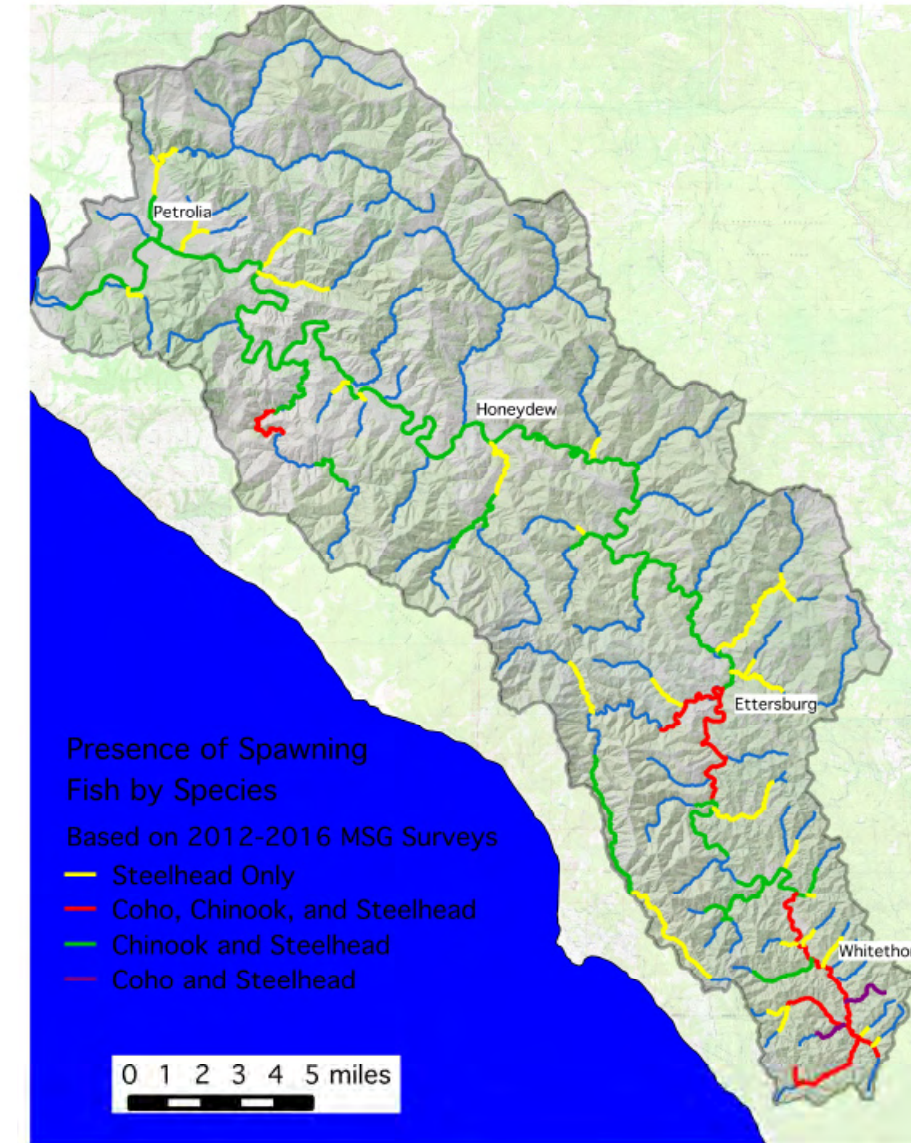 Petrolia
Honeydew
Ettersburg
Whitethor
Presence of Spawning
Fish by Species
Based on 2012-2016 MSG Surveys
Steelhead Only
Coho, Chinook, and Steelhead
Chinook and Steelhead
Coho and Steelhead
0 1 2 3 4 5 miles